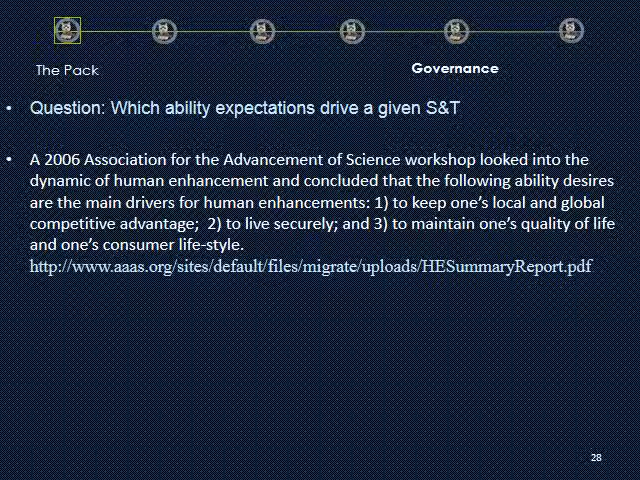 The Pack
Governance
• Question: Which ability expectations drive a given S&T
• A 2006 Association for the Advancement of Science workshop looked into the
dynamic of human enhancement and concluded that the following ability desires
are the main drivers for human enhancements: 1) to keep one’s local and global
competitive advantage;  2) to live securely; and 3) to maintain one’s quality of life
and one’s consumer life-style.
http://www.aaas.org/sites/default/files/migrate/uploads/HESummaryReport.pdf
28